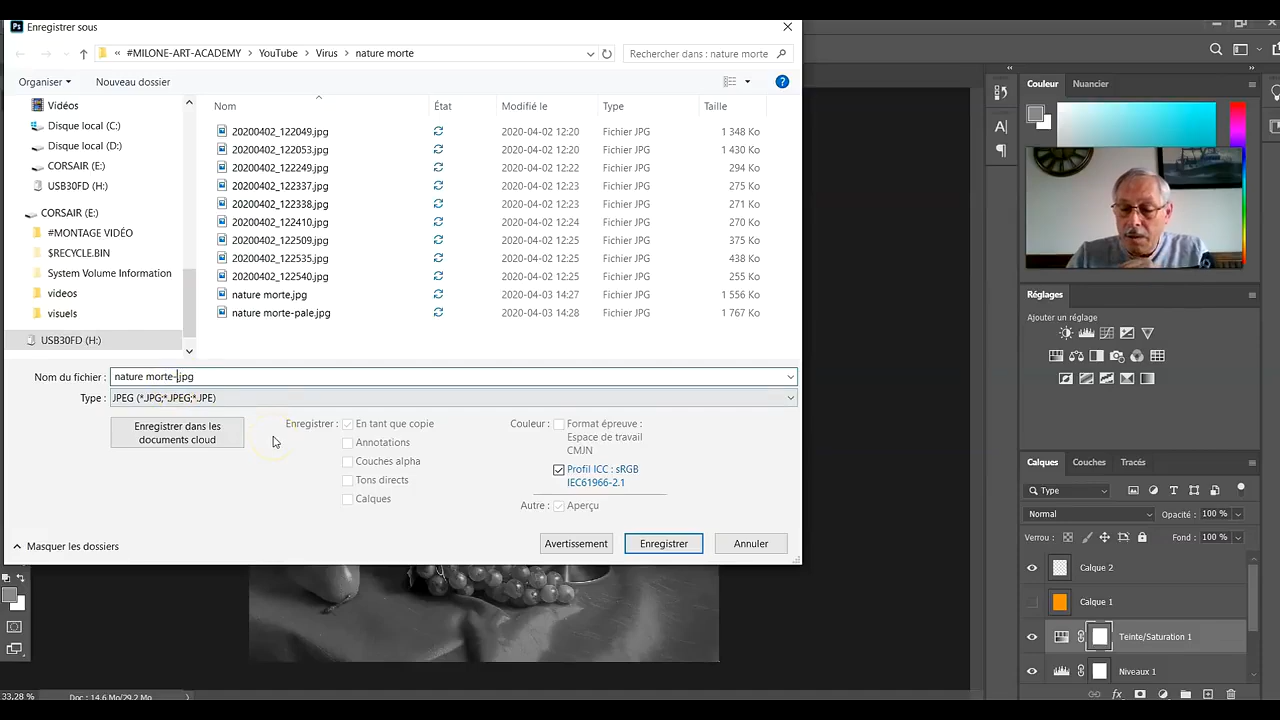 Ps Enregistrer sous
« #MILONE-ART-ACADEMY > YouTube > Virus > nature morte
Rechercher dans : nature morte
Organiser
Nouveau dossier
?
Vidéos
Disque local (C:)
Disque local (D:)
CORSAIR (E:)
USB30FD (H:)
CORSAIR (E:)
#MONTAGE VIDÉO
$RECYCLE.BIN
System Volume Information
videos
visuels
USB30FD (H:)
Nom État Modifié le Type Taille
20200402_122049.jpg 2020-04-02 12:20 Fichier JPG 1 348 Ko
20200402_122053.jpg 2020-04-02 12:20 Fichier JPG 1 430 Ko
20200402_122249.jpg 2020-04-02 12:23 Fichier JPG 294 Ko
20200402_122337.jpg 2020-04-02 12:23 Fichier JPG 275 Ko
20200402_122338.jpg 2020-04-02 12:23 Fichier JPG 271 Ko
20200402_122410.jpg 2020-04-02 12:24 Fichier JPG 270 Ko
20200402_122509.jpg 2020-04-02 12:25 Fichier JPG 375 Ko
20200402_122535.jpg 2020-04-02 12:25 Fichier JPG 438 Ko
20200402_122540.jpg 2020-04-02 12:25 Fichier JPG 255 Ko
nature morte.jpg 2020-04-03 14:27 Fichier JPG 1 556 Ko
nature morte-pale.jpg 2020-04-03 14:28 Fichier JPG 1 767 Ko
Nom du fichier : nature morte-.jpg
Type : JPEG (*.JPG;*.JPEG;*.JPE)
Enregistrer dans les
documents cloud
Enregistrer : En tant que copie
Annotations
Couches alpha
Tons directs
Calques
Couleur : Format épreuve :
Espace de travail
CMJN
Profil ICC : sRGB
IEC61966-2.1
Autre : Aperçu
Masquer les dossiers
Avertissement
Enregistrer
Annuler
Couleur Nuancier
Réglages
Ajouter un réglage
Calques Couches Tracés
Type
Normal Opacité : 100 %
Verrou : Fond : 100 %
Calque 2
Calque 1
Teinte/Saturation 1
Niveaux 1
33,28 % Doc : 14,6 Mo/29,2 Mo